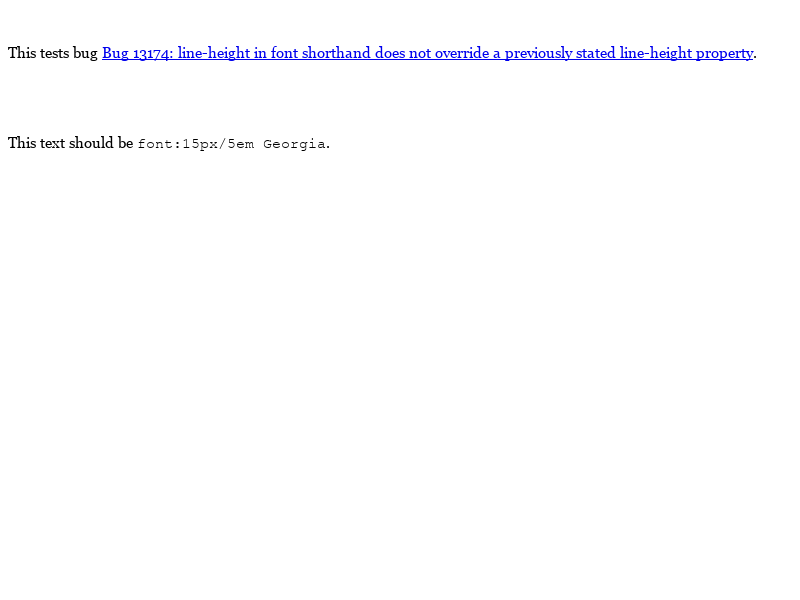 This tests bug Bug 13174: line-height in font shorthand does not override a previously stated line-height property.
This text should be font:15px/5em Georgia.